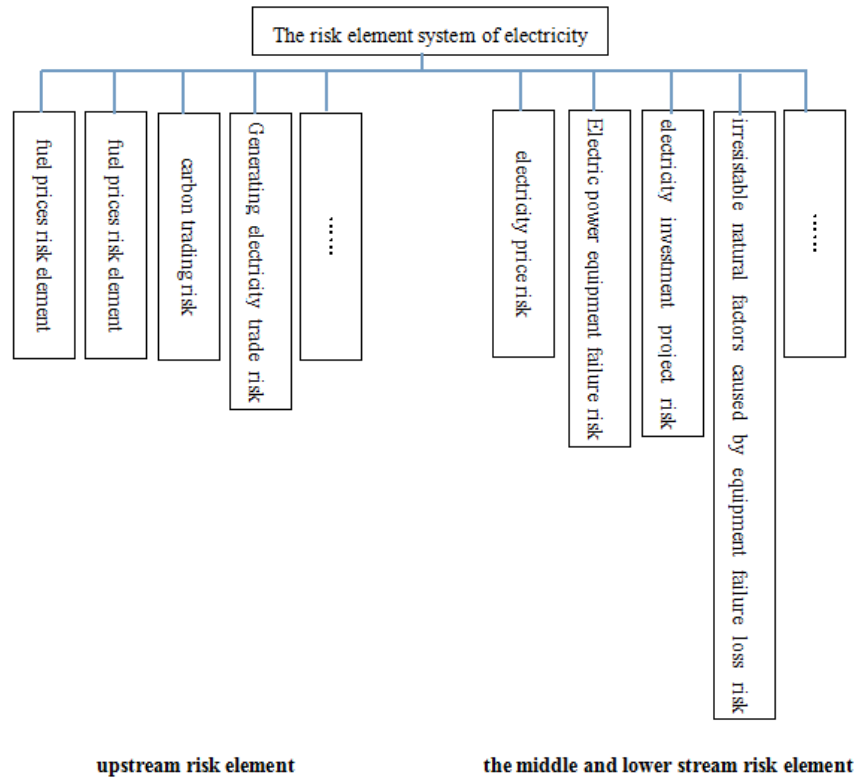 The risk element system of electricity
fuel prices risk element
fuel prices risk element
carbon trading risk
Generating electricity trade risk
......
electricity price risk
Electric power equipment failure risk
electricity investment project risk
irresistable natural factors caused by equipment failure loss risk
......
upstream risk element
the middle and lower stream risk element